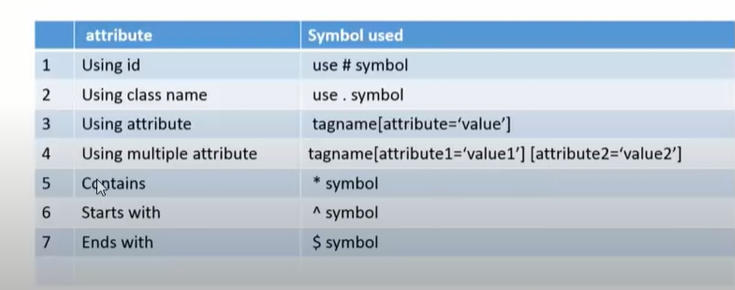 attribute Symbol used
1 Using id use # symbol
2 Using class name use . symbol
3 Using attribute tagname[attribute=‘value’]
4 Using multiple attribute tagname[attribute1=‘value1’] [attribute2=‘value2’]
5 Contains * symbol
6 Starts with ^ symbol
7 Ends with $ symbol